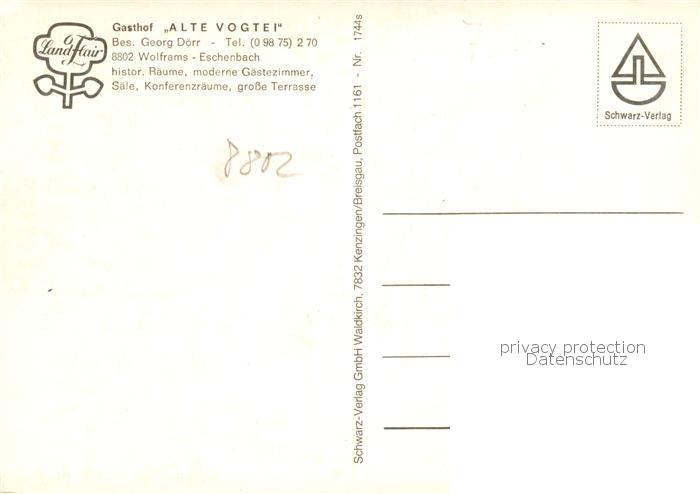 Land Flair
Gasthof „ALTE VOGTEI"
Bes. Georg Dörr - Tel. (0 98 75) 2 70
8802 Wolframs - Eschenbach
histor. Räume, moderne Gästezimmer,
Säle, Konferenzräume, große Terrasse
8802
Schwarz-Verlag GmbH Waldkirch, 7832 Kenzingen/Breisgau, Postfach 1161 - Nr. 1744s
Schwarz-Verlag
privacy protection
Datenschutz